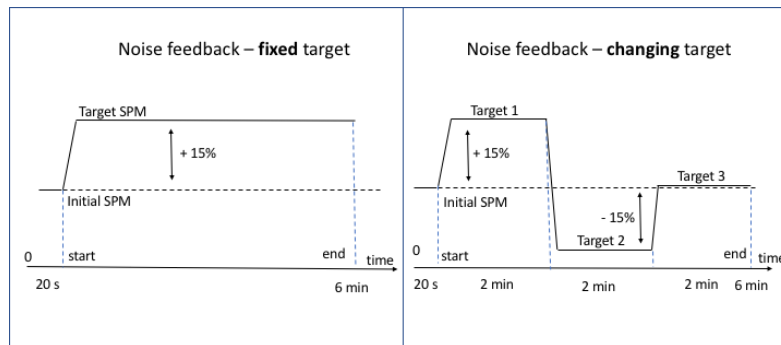 Noise feedback – fixed target
Target SPM
+ 15%
Initial SPM
0
start
end
time
20 s
6 min
Noise feedback – changing target
Target 1
+ 15%
Target 3
Initial SPM
- 15%
Target 2
0
start
end
time
20 s
2 min
2 min
2 min
6 min